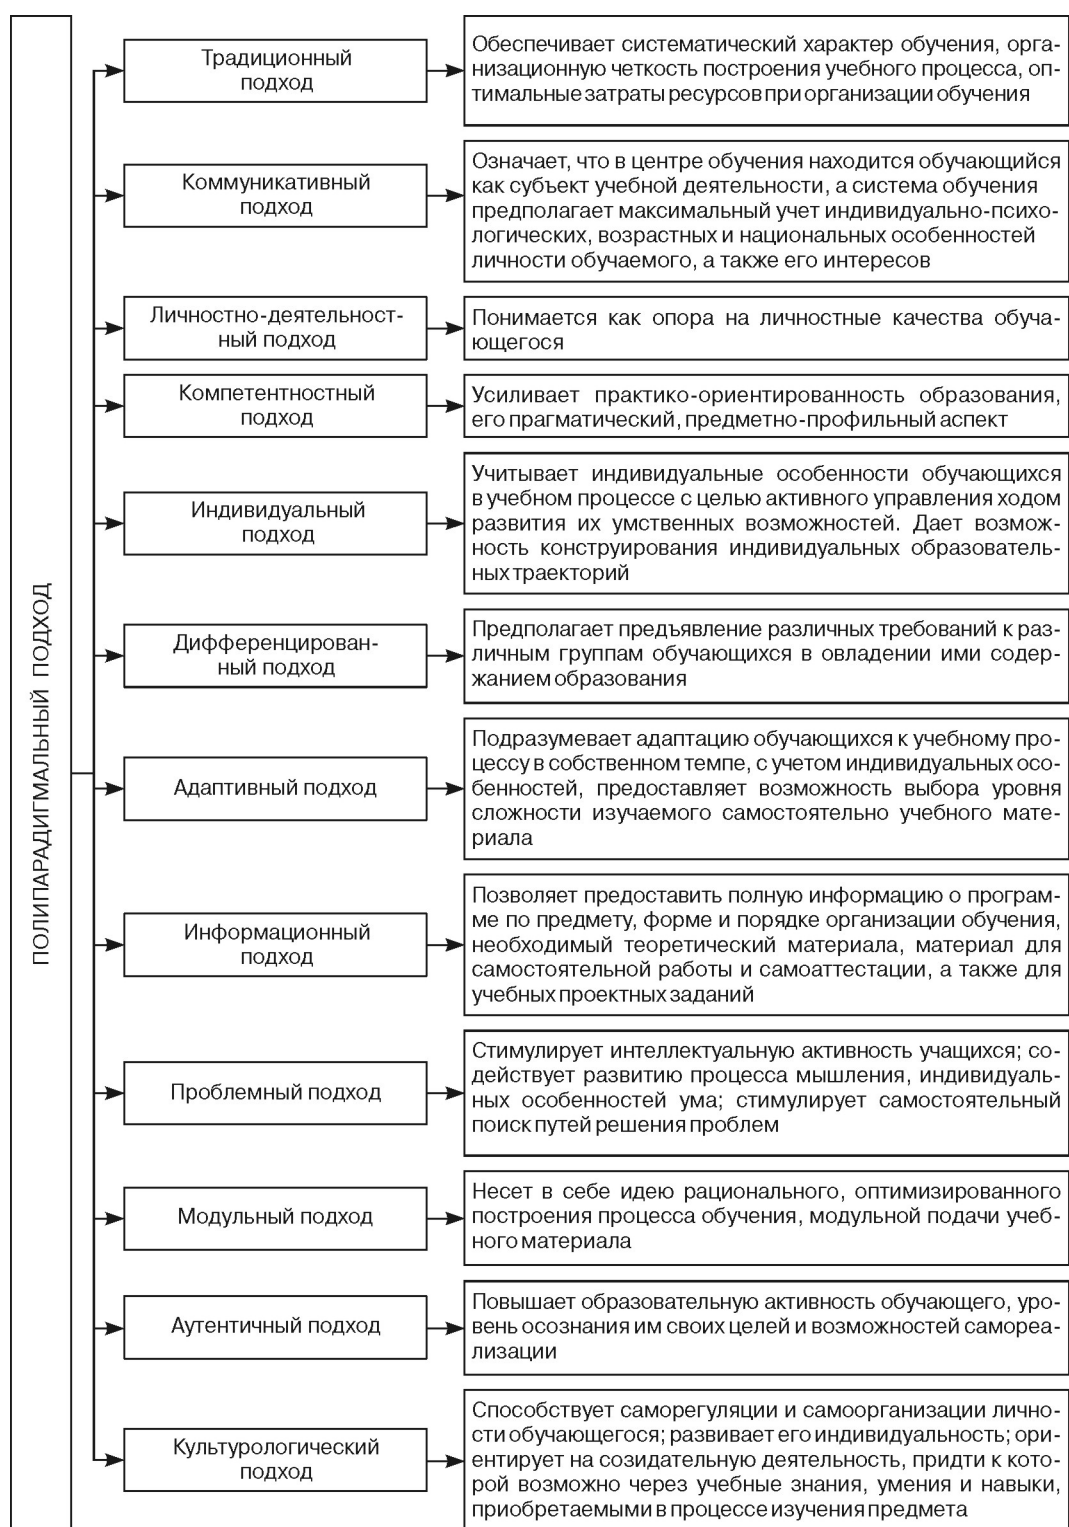 ПОЛИПАРАДИГМАЛЬНЫЙ ПОДХОД
Традиционный
подход
Обеспечивает систематический характер обучения, орга-
низационную четкость построения учебного процесса, оп-
тимальные затраты ресурсов при организации обучения
Коммуникативный
подход
Означает, что в центре обучения находится обучающийся
как субъект учебной деятельности, а система обучения
предполагает максимальный учет индивидуально-психо-
логических, возрастных и национальных особенностей
личности обучаемого, а также его интересов
Личностно-деятельност-
ный подход
Понимается как опора на личностные качества обуча-
ющегося
Компетентностный
подход
Усиливает практико-ориентированность образования,
его прагматический, предметно-профильный аспект
Индивидуальный
подход
Учитывает индивидуальные особенности обучающихся
в учебном процессе с целью активного управления ходом
развития их умственных возможностей. Дает возмож-
ность конструирования индивидуальных образователь-
ных траекторий
Дифференцирован-
ный подход
Предполагает предъявление различных требований к раз-
личным группам обучающихся в овладении ими содер-
жанием образования
Адаптивный подход
Подразумевает адаптацию обучающихся к учебному про-
цессу в собственном темпе, с учетом индивидуальных осо-
бенностей, предоставляет возможность выбора уровня
сложности изучаемого самостоятельно учебного мате-
риала
Информационный
подход
Позволяет предоставить полную информацию о програм-
ме по предмету, форме и порядке организации обучения,
необходимый теоретический материала, материал для
самостоятельной работы и самоаттестации, а также для
учебных проектных заданий
Проблемный подход
Стимулирует интеллектуальную активность учащихся; со-
действует развитию процесса мышления, индивидуаль-
ных особенностей ума; стимулирует самостоятельный
поиск путей решения проблем
Модульный подход
Несет в себе идею рационального, оптимизированного
построения процесса обучения, модульной подачи учеб-
ного материала
Аутентичный подход
Повышает образовательную активность обучающего, уро-
вень осознания им своих целей и возможностей самореа-
лизации
Культурологический
подход
Способствует саморегуляции и самоорганизации лично-
сти обучающегося; развивает его индивидуальность; ори-
ентирует на созидательную деятельность, придти к кото-
рой возможно через учебные знания, умения и навыки,
приобретаемыми в процессе изучения предмета